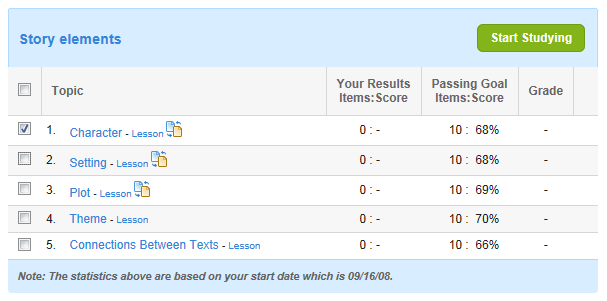 Story elements
Start Studying
Topic Your Results Items:Score Passing Goal Items:Score Grade
1. Character - Lesson 0 : - 10 : 68% -
2. Setting - Lesson 0 : - 10 : 68% -
3. Plot - Lesson 0 : - 10 : 69% -
4. Theme - Lesson 0 : - 10 : 70% -
5. Connections Between Texts - Lesson 0 : - 10 : 66% -
Note: The statistics above are based on your start date which is 09/16/08.